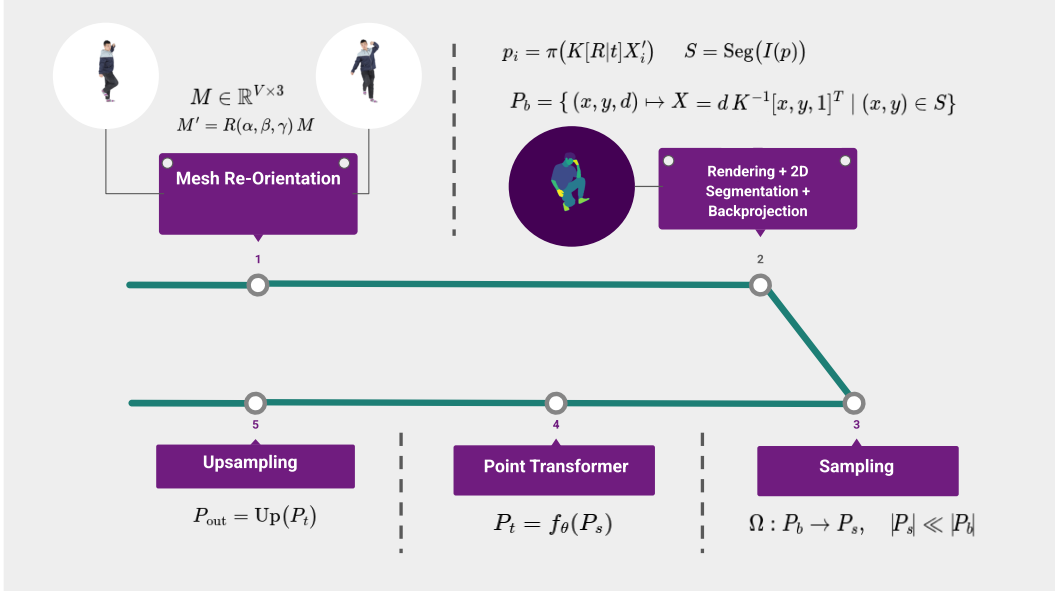 M ∈ ℝ^{V×3}
M′ = R(α, β, γ) M
Mesh Re-Orientation
1
p_i = π(K[R|t]X′_i)    S = Seg(I(p))
P_b = { (x, y, d) ↦ X = d K^{-1}[x, y, 1]^T | (x, y) ∈ S}
Rendering + 2D
Segmentation +
Backprojection
2
3
Sampling
Ω : P_b → P_s,    |P_s| ≪ |P_b|
4
Point Transformer
P_t = f_θ(P_s)
5
Upsampling
P_out = Up(P_t)